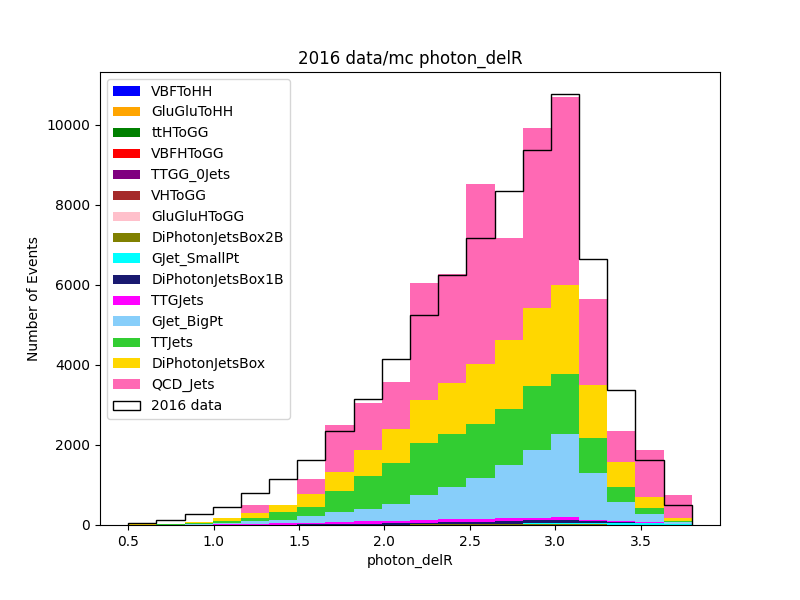 2016 data/mc photon_delR
VBFToHH
GluGluToHH
ttHToGG
VBFHToGG
TTGG_0Jets
VHToGG
GluGluHToGG
DiPhotonJetsBox2B
GJet_SmallPt
DiPhotonJetsBox1B
TTGJets
GJet_BigPt
TTJets
DiPhotonJetsBox
QCD_Jets
2016 data
Number of Events
10000
8000
6000
4000
2000
0
0.5 1.0 1.5 2.0 2.5 3.0 3.5
photon_delR